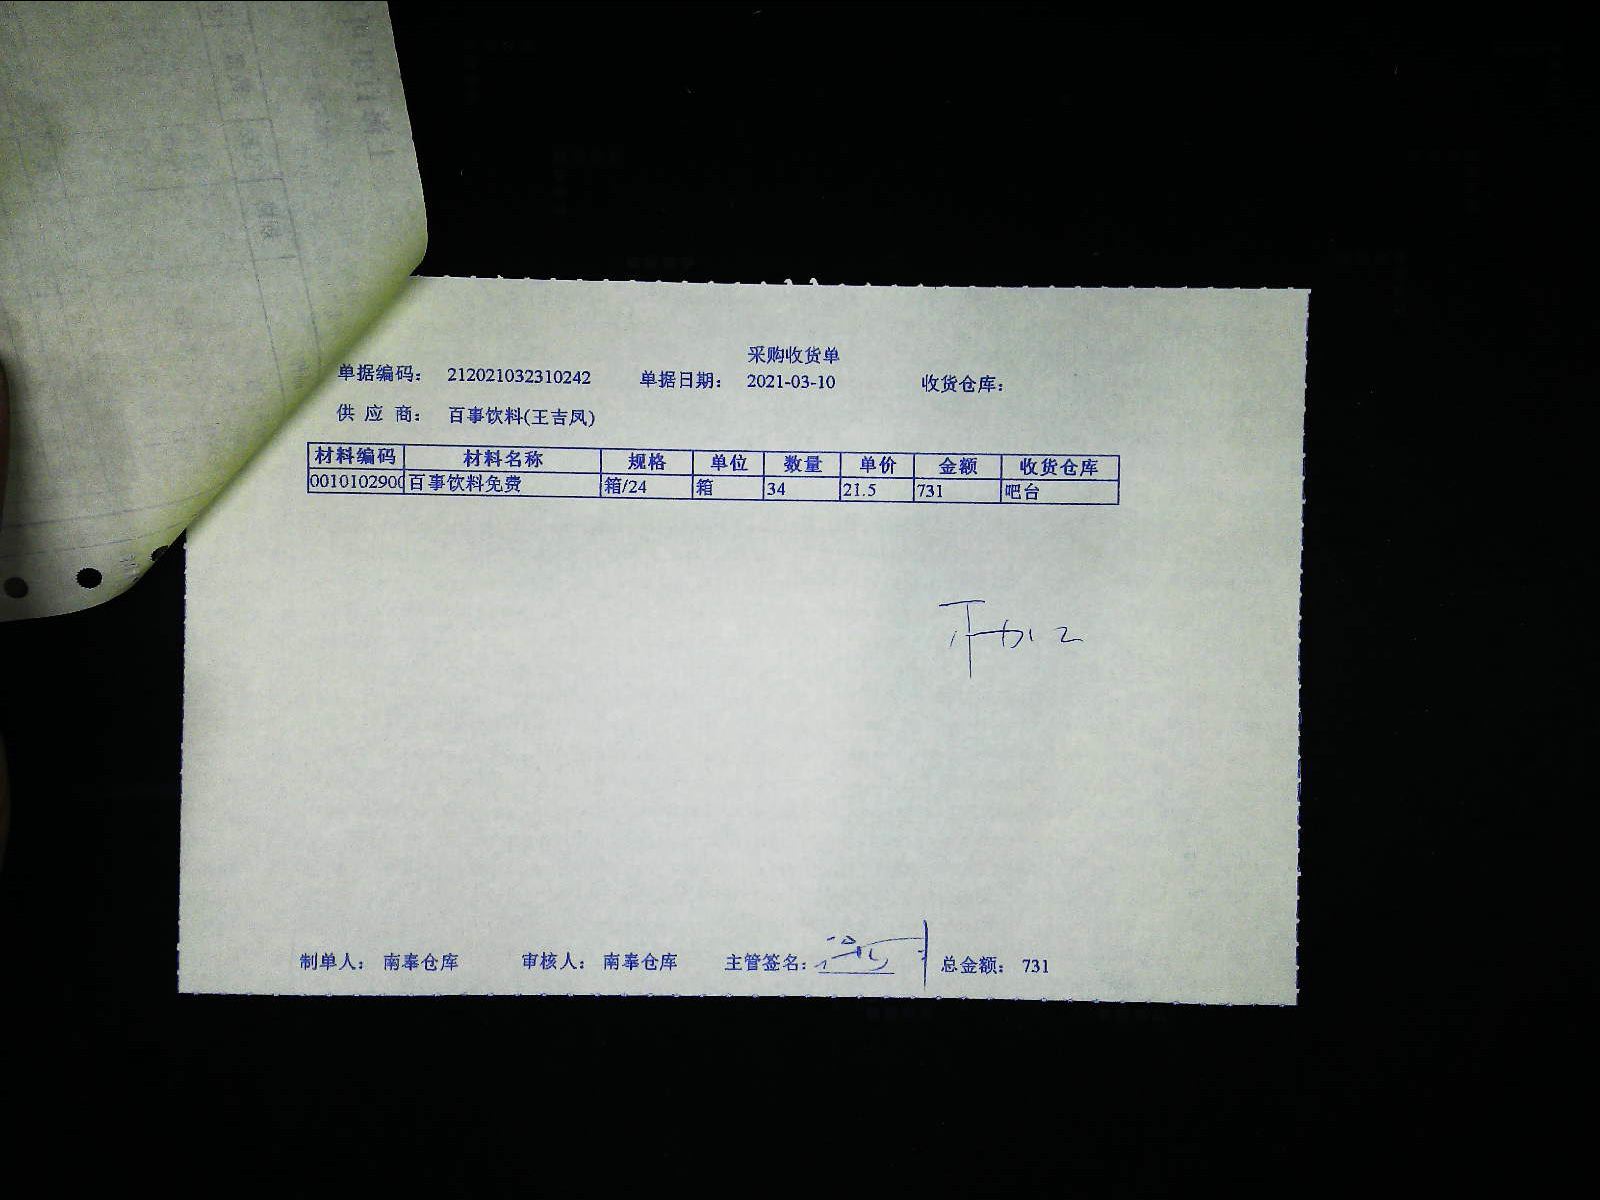 采购收货单
单据编码： 212021032310242 单据日期： 2021-03-10 收货仓库：
供 应 商： 百事饮料(王吉凤)
材料编码 材料名称 规格 单位 数量 单价 金额 收货仓库
0010102900 百事饮料免费 箱/24 箱 34 21.5 731 吧台
制单人： 南辜仓库 审核人： 南辜仓库 主管签名： 总金额： 731